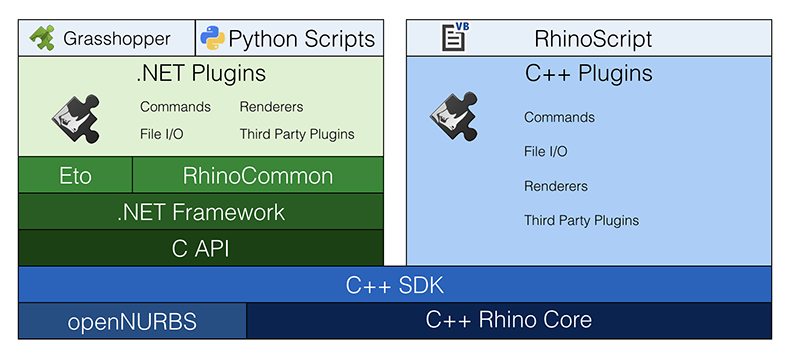 Grasshopper
Python Scripts
.NET Plugins
Commands Renderers
File I/O Third Party Plugins
Eto
RhinoCommon
.NET Framework
C API
VB
RhinoScript
C++ Plugins
Commands
File I/O
Renderers
Third Party Plugins
C++ SDK
openNURBS
C++ Rhino Core